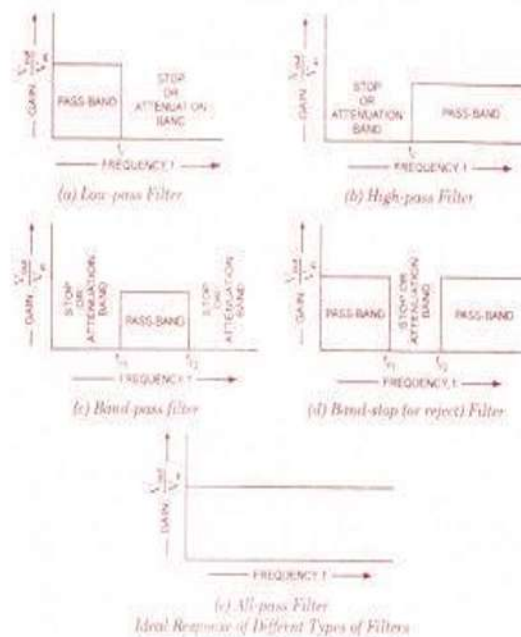 GAIN Vout/Vin
PASS-BAND
STOP
OR
ATTENUATION
BAND
fc
FREQUENCY, f
(a) Low-pass Filter
GAIN Vout/Vin
STOP
OR
ATTENUATION
BAND
PASS-BAND
fc
FREQUENCY, f
(b) High-pass Filter
GAIN Vout/Vin
STOP
OR
ATTENUATION
BAND
PASS-BAND
STOP
OR
ATTENUATION
BAND
fc1
fc2
FREQUENCY, f
(c) Band-pass filter
GAIN Vout/Vin
PASS-BAND
STOP OR
ATTENUATION
BAND
PASS-BAND
fc1
fc2
FREQUENCY, f
(d) Band-stop (or reject) Filter
GAIN Vout/Vin
FREQUENCY, f
(e) All-pass Filter
Ideal Response of Different Types of Filters